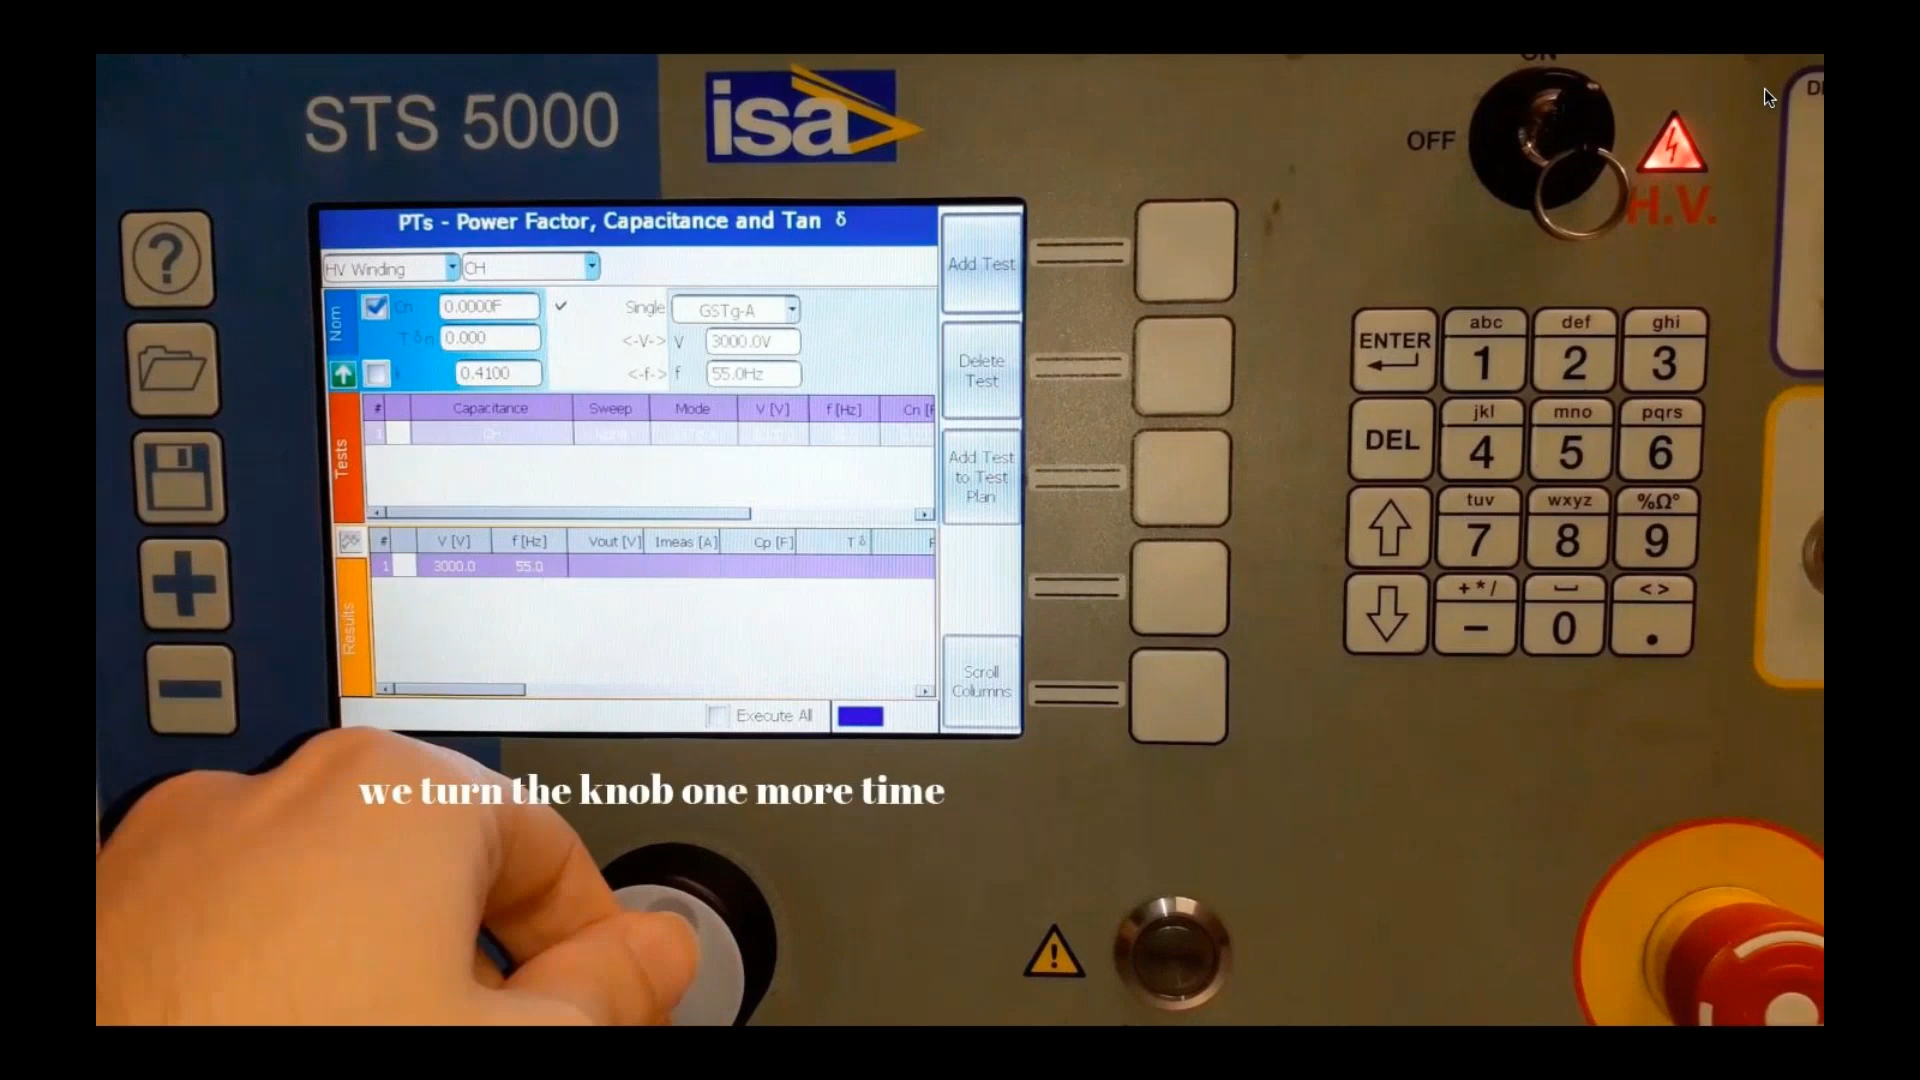 ON
STS 5000
isa
OFF
H.V.
PTs - Power Factor, Capacitance and Tan δ
HV Winding CH
Add Test
Nom
Cn 0.0000F Single GSTg-A
T δ n 0.000 <-V-> V 3000.0V
0.4100 <-f-> f 55.0Hz
Delete
Test
Tests
# Capacitance Sweep Mode V [V] f [Hz] Cn [F
1 CH
Add Test
to Test
Plan
# V [V] f [Hz] Vout [V] Imeas [A] Cp [F] T δ
1 3000.0 55.0
Results
Scroll
Columns
Execute All
ENTER abc 1 def 2 ghi 3
DEL jkl 4 mno 5 pqrs 6
tuv 7 wxyz 8 %Ω° 9
+ * / - 0 < > .
we turn the knob one more time